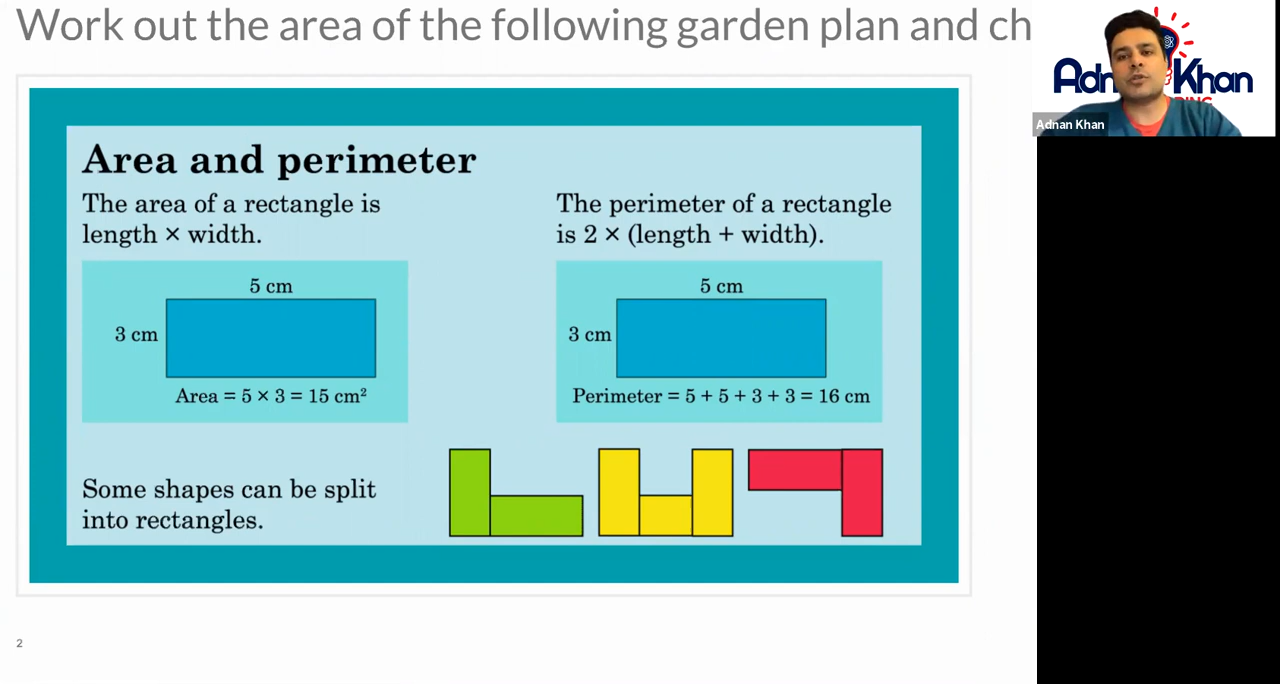 Work out the area of the following garden plan and ch
Adnan Khan
Area and perimeter
The area of a rectangle is
length × width.
5 cm
3 cm
Area = 5 × 3 = 15 cm²
The perimeter of a rectangle
is 2 × (length + width).
5 cm
3 cm
Perimeter = 5 + 5 + 3 + 3 = 16 cm
Some shapes can be split
into rectangles.
2